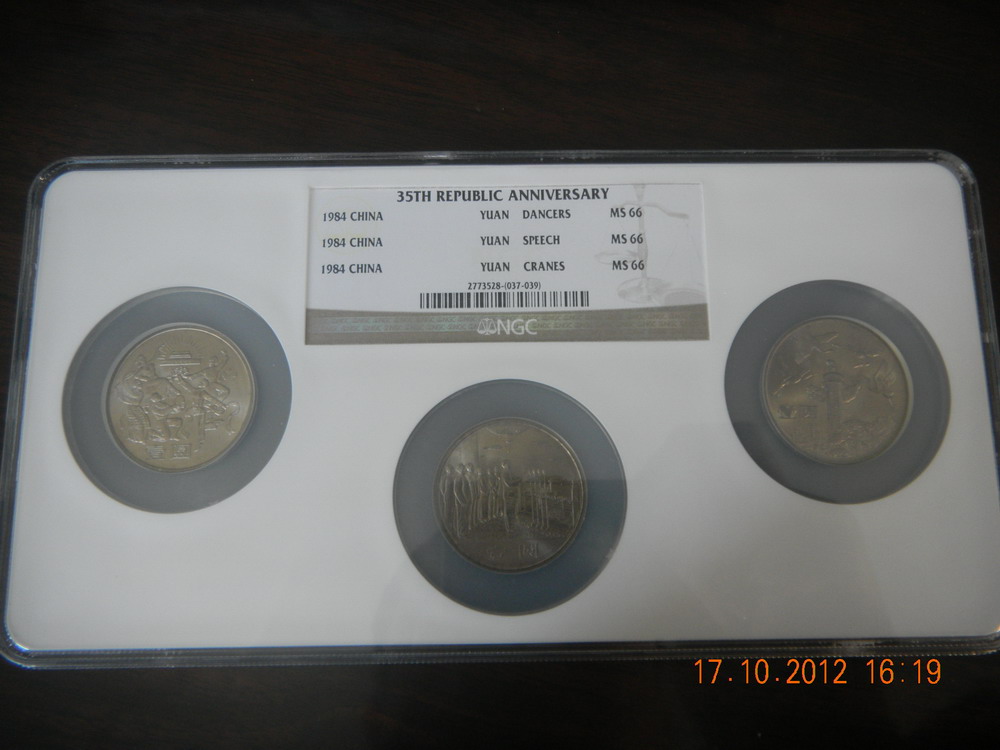 35TH REPUBLIC ANNIVERSARY
1984 CHINA YUAN DANCERS MS 66
1984 CHINA YUAN SPEECH MS 66
1984 CHINA YUAN CRANES MS 66
2773528-(037-039)
NGC
17.10.2012 16:19